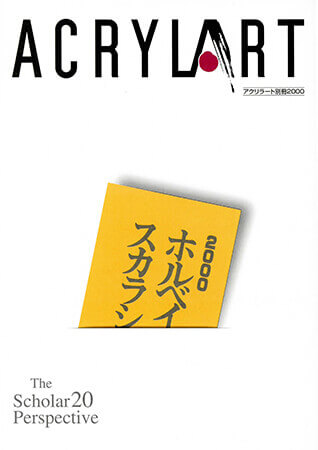 ACRYLART
アクリラート別冊2000
2000
ホルベイ
スカラシ
The
Scholar20
Perspective